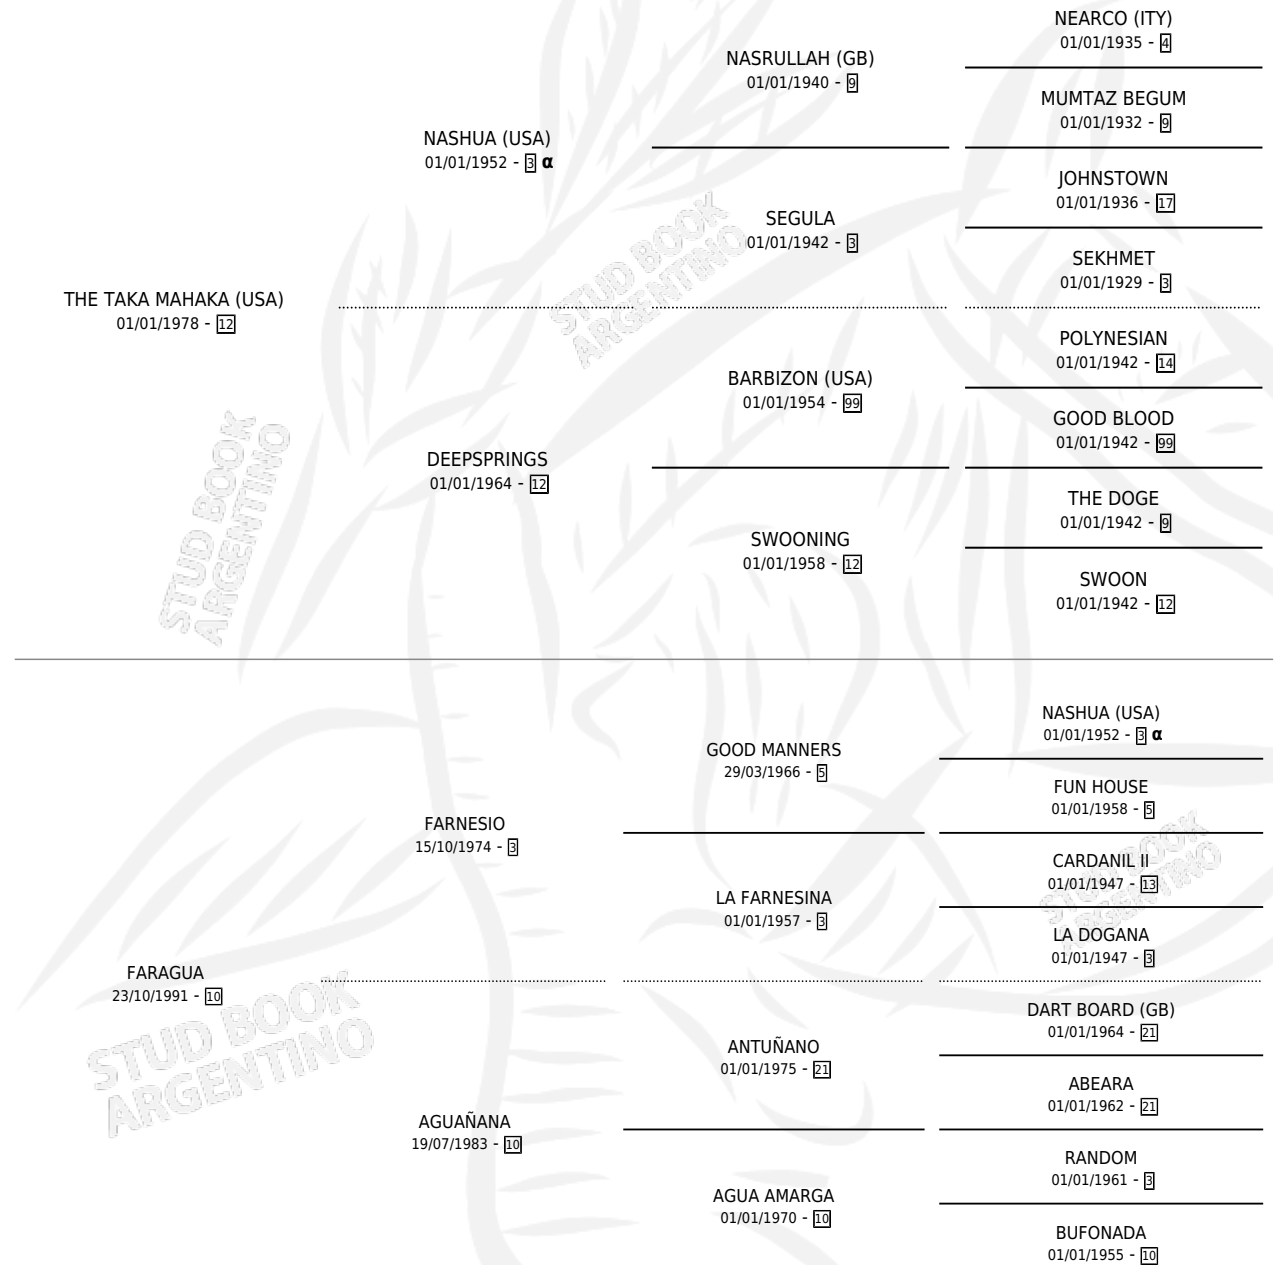 NEARCO (ITY)
01/01/1935 - 4
NASRULLAH (GB)
01/01/1940 - 9
MUMTAZ BEGUM
01/01/1932 - 9
NASHUA (USA)
01/01/1952 - 3 α
JOHNSTOWN
01/01/1936 - 17
SEGULA
01/01/1942 - 3
SEKHMET
01/01/1929 - 3
THE TAKA MAHAKA (USA)
01/01/1978 - 12
POLYNESIAN
01/01/1942 - 14
BARBIZON (USA)
01/01/1954 - 99
GOOD BLOOD
01/01/1942 - 99
DEEPSPRINGS
01/01/1964 - 12
THE DOGE
01/01/1942 - 9
SWOONING
01/01/1958 - 12
SWOON
01/01/1942 - 12
STUD BOOK
ARGENTINO
STUD BOOK
ARGENTINO
NASHUA (USA)
01/01/1952 - 3 α
GOOD MANNERS
29/03/1966 - 5
FUN HOUSE
01/01/1958 - 5
FARNESIO
15/10/1974 - 3
CARDANIL II
01/01/1947 - 13
LA FARNESINA
01/01/1957 - 3
LA DOGANA
01/01/1947 - 3
STUD BOOK
ARGENTINO
FARAGUA
23/10/1991 - 10
STUD BOOK
ARGENTINO
DART BOARD (GB)
01/01/1964 - 21
ANTUÑANO
01/01/1975 - 21
ABEARA
01/01/1962 - 21
AGUAÑANA
19/07/1983 - 10
RANDOM
01/01/1961 - 3
AGUA AMARGA
01/01/1970 - 10
BUFONADA
01/01/1955 - 10